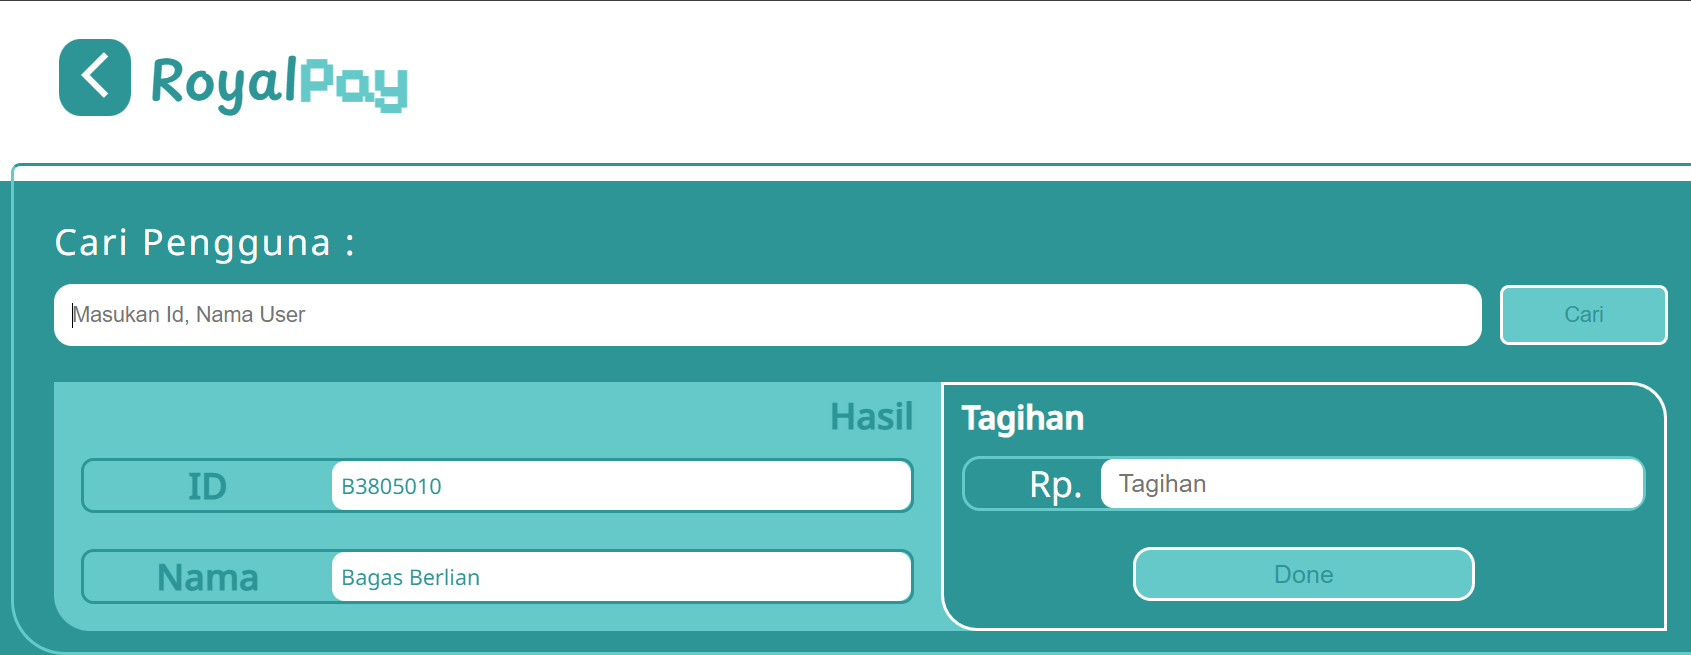 RoyalPay
Cari Pengguna :
Masukan Id, Nama User
Cari
Hasil
ID
B3805010
Nama
Bagas Berlian
Tagihan
Rp.
Tagihan
Done